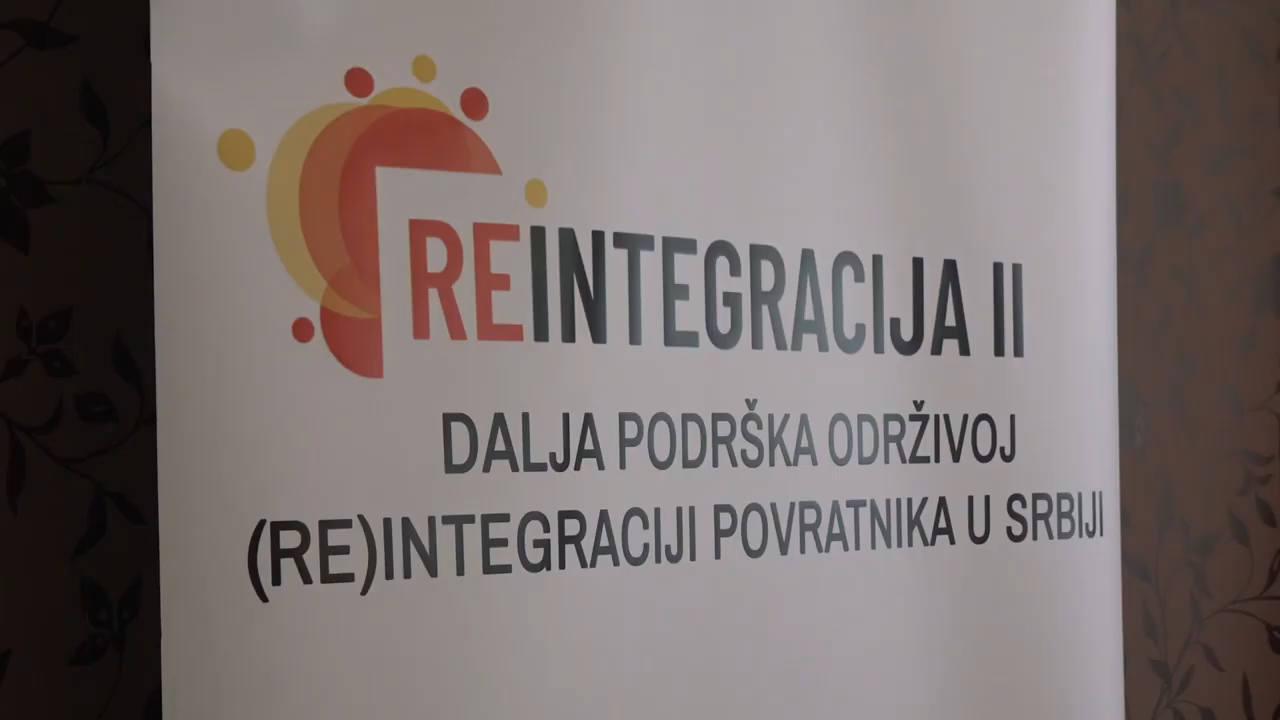 REINTEGRACIJA II
DALJA PODRŠKA ODRŽIVOJ
(RE)INTEGRACIJI POVRATNIKA U SRBIJI